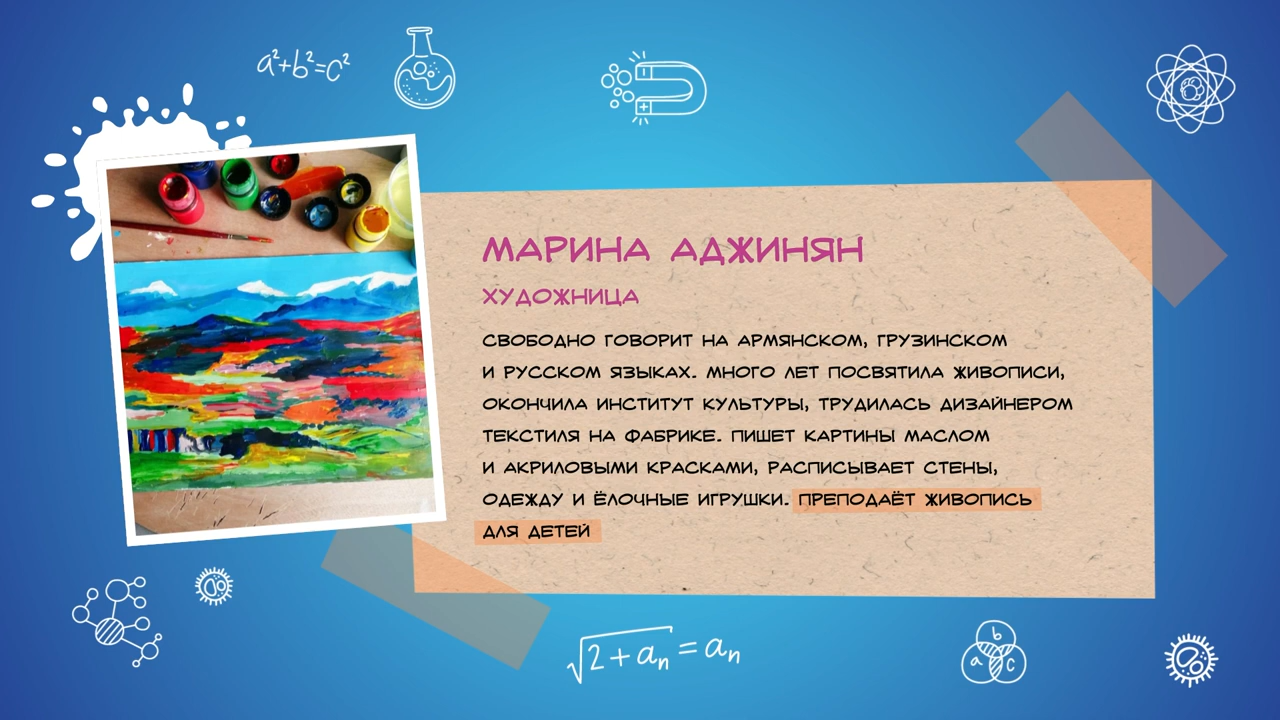 a²+b²=c²
МАРИНА АДЖИНЯН
ХУДОЖНИЦА
СВОБОДНО ГОВОРИТ НА АРМЯНСКОМ, ГРУЗИНСКОМ
И РУССКОМ ЯЗЫКАХ. МНОГО ЛЕТ ПОСВЯТИЛА ЖИВОПИСИ,
ОКОНЧИЛА ИНСТИТУТ КУЛЬТУРЫ, ТРУДИЛАСЬ ДИЗАЙНЕРОМ
ТЕКСТИЛЯ НА ФАБРИКЕ. ПИШЕТ КАРТИНЫ МАСЛОМ
И АКРИЛОВЫМИ КРАСКАМИ, РАСПИСЫВАЕТ СТЕНЫ,
ОДЕЖДУ И ЁЛОЧНЫЕ ИГРУШКИ. ПРЕПОДАЁТ ЖИВОПИСЬ
ДЛЯ ДЕТЕЙ
√2+aₙ = aₙ
b
a c